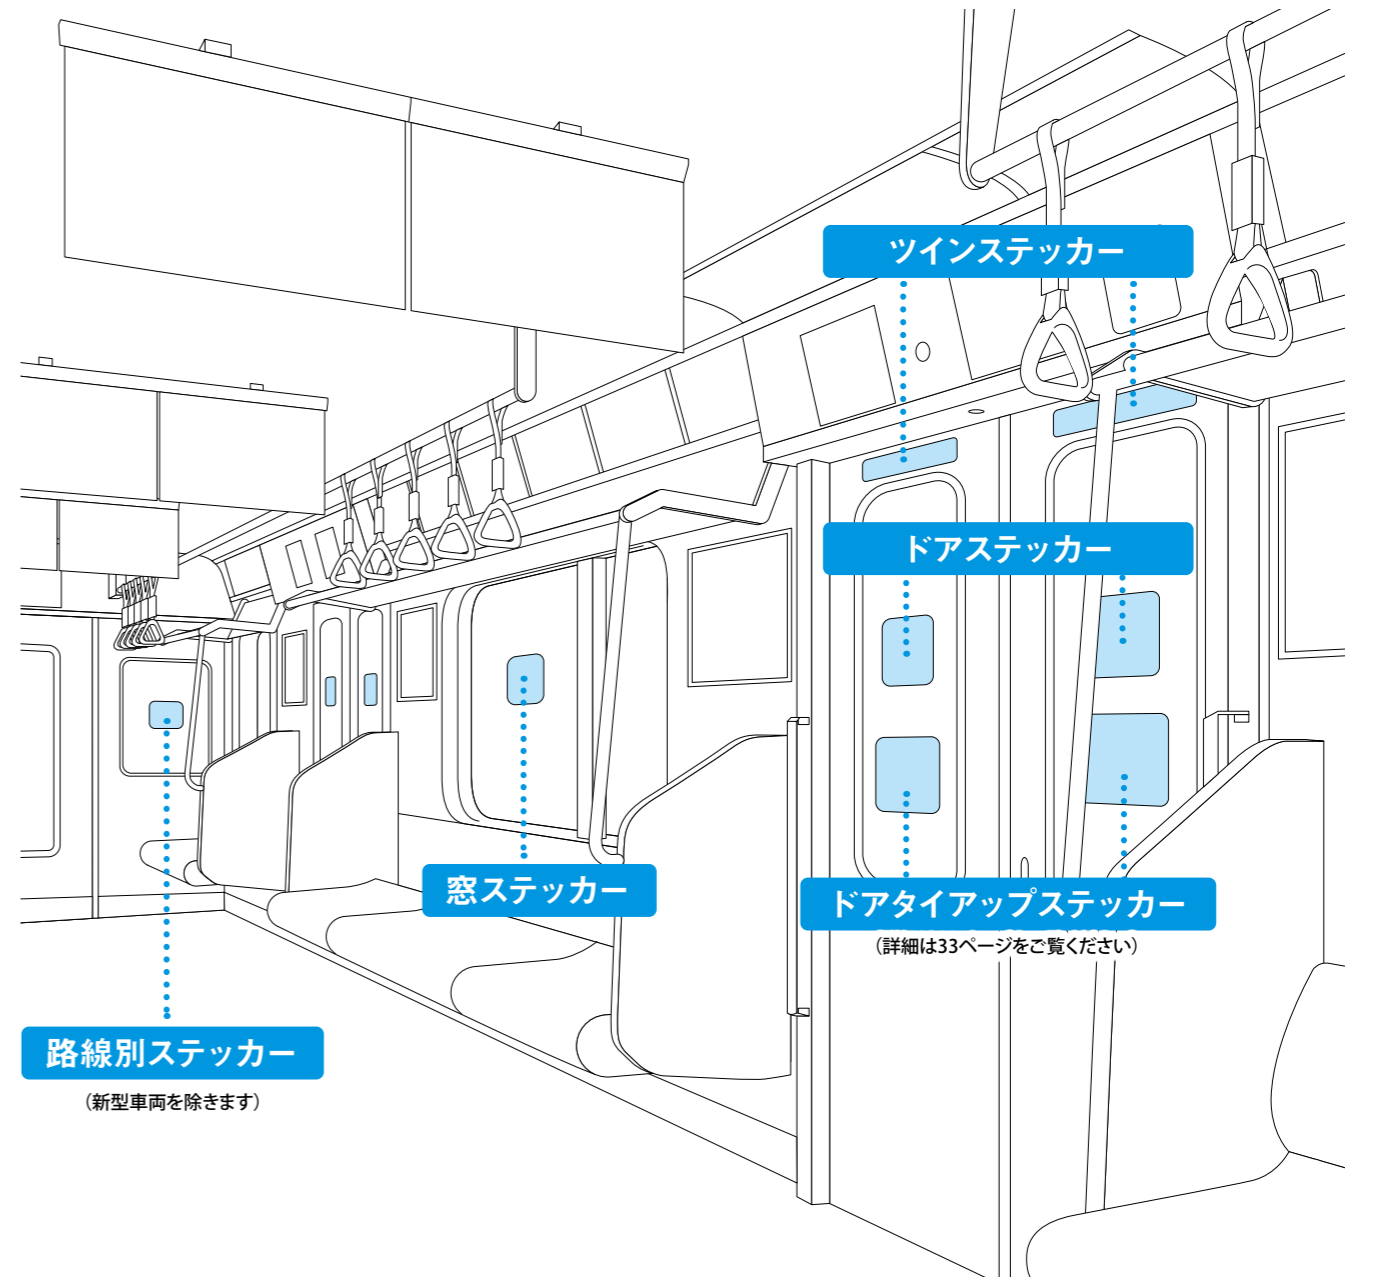 ツインステッカー
ドアステッカー
窓ステッカー
ドアタイアップステッカー
（詳細は33ページをご覧ください）
路線別ステッカー
（新型車両を除きます）